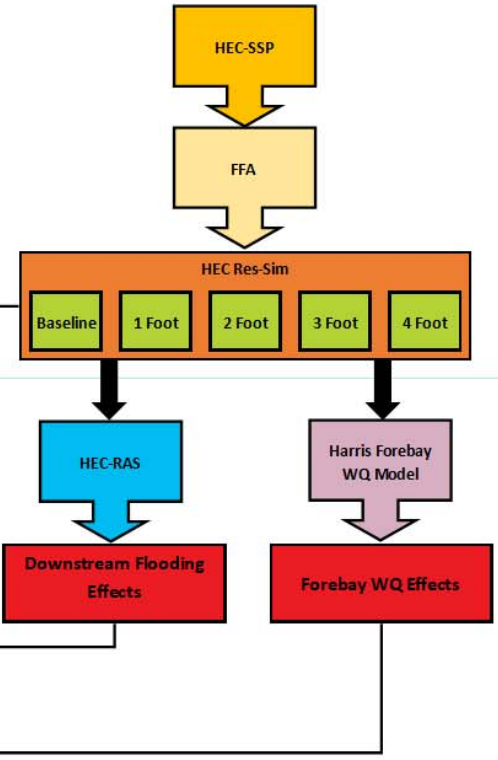 HEC-SSP
FFA
HEC Res-Sim
Baseline
1 Foot
2 Foot
3 Foot
4 Foot
HEC-RAS
Harris Forebay
WQ Model
Downstream Flooding
Effects
Forebay WQ Effects